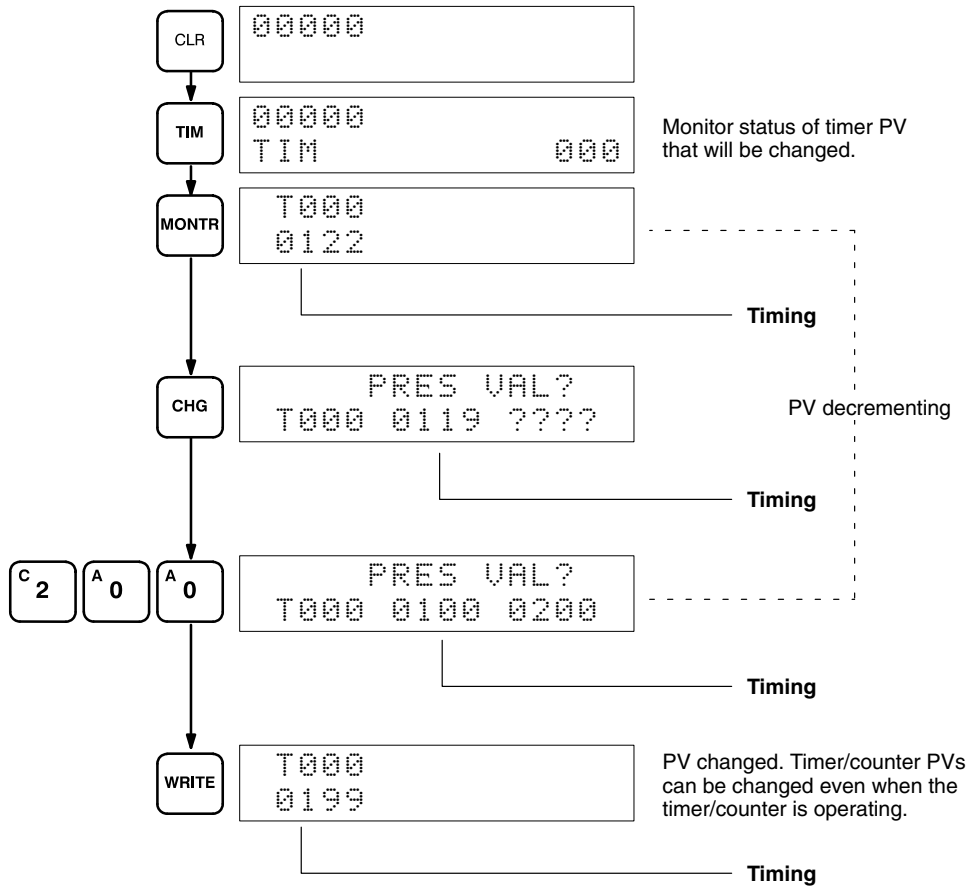 CLR
00000
TIM
00000
TIM 000
Monitor status of timer PV
that will be changed.
MONTR
T000
0122
Timing
CHG
PRES VAL?
T000 0119 ????
PV decrementing
Timing
C 2 A 0 A 0
PRES VAL?
T000 0100 0200
Timing
WRITE
T000
0199
PV changed. Timer/counter PVs
can be changed even when the
timer/counter is operating.
Timing